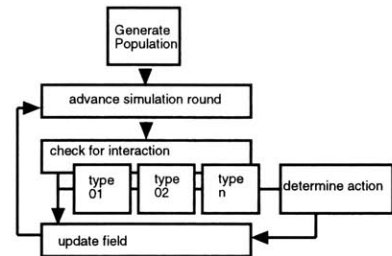 Generate
Population
advance simulation round
check for interaction
type
01
type
02
type
n
determine action
update field